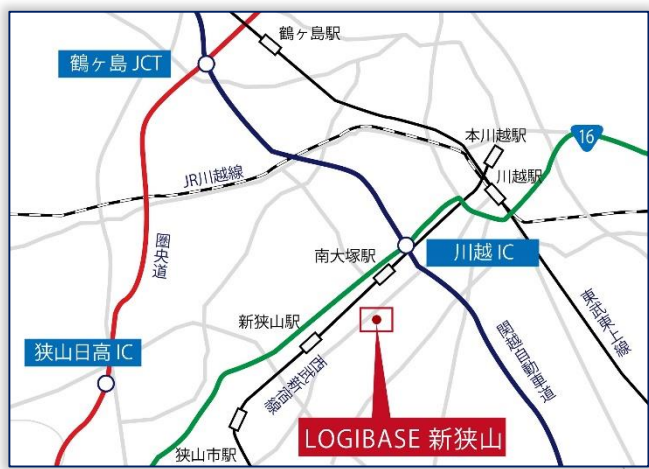 鶴ヶ島駅
鶴ヶ島 JCT
本川越駅
16
川越駅
JR川越線
圏央道
南大塚駅
川越 IC
新狭山駅
東武東上線
関越自動車道
狭山日高 IC
西武新宿線
LOGIBASE 新狭山
狭山市駅